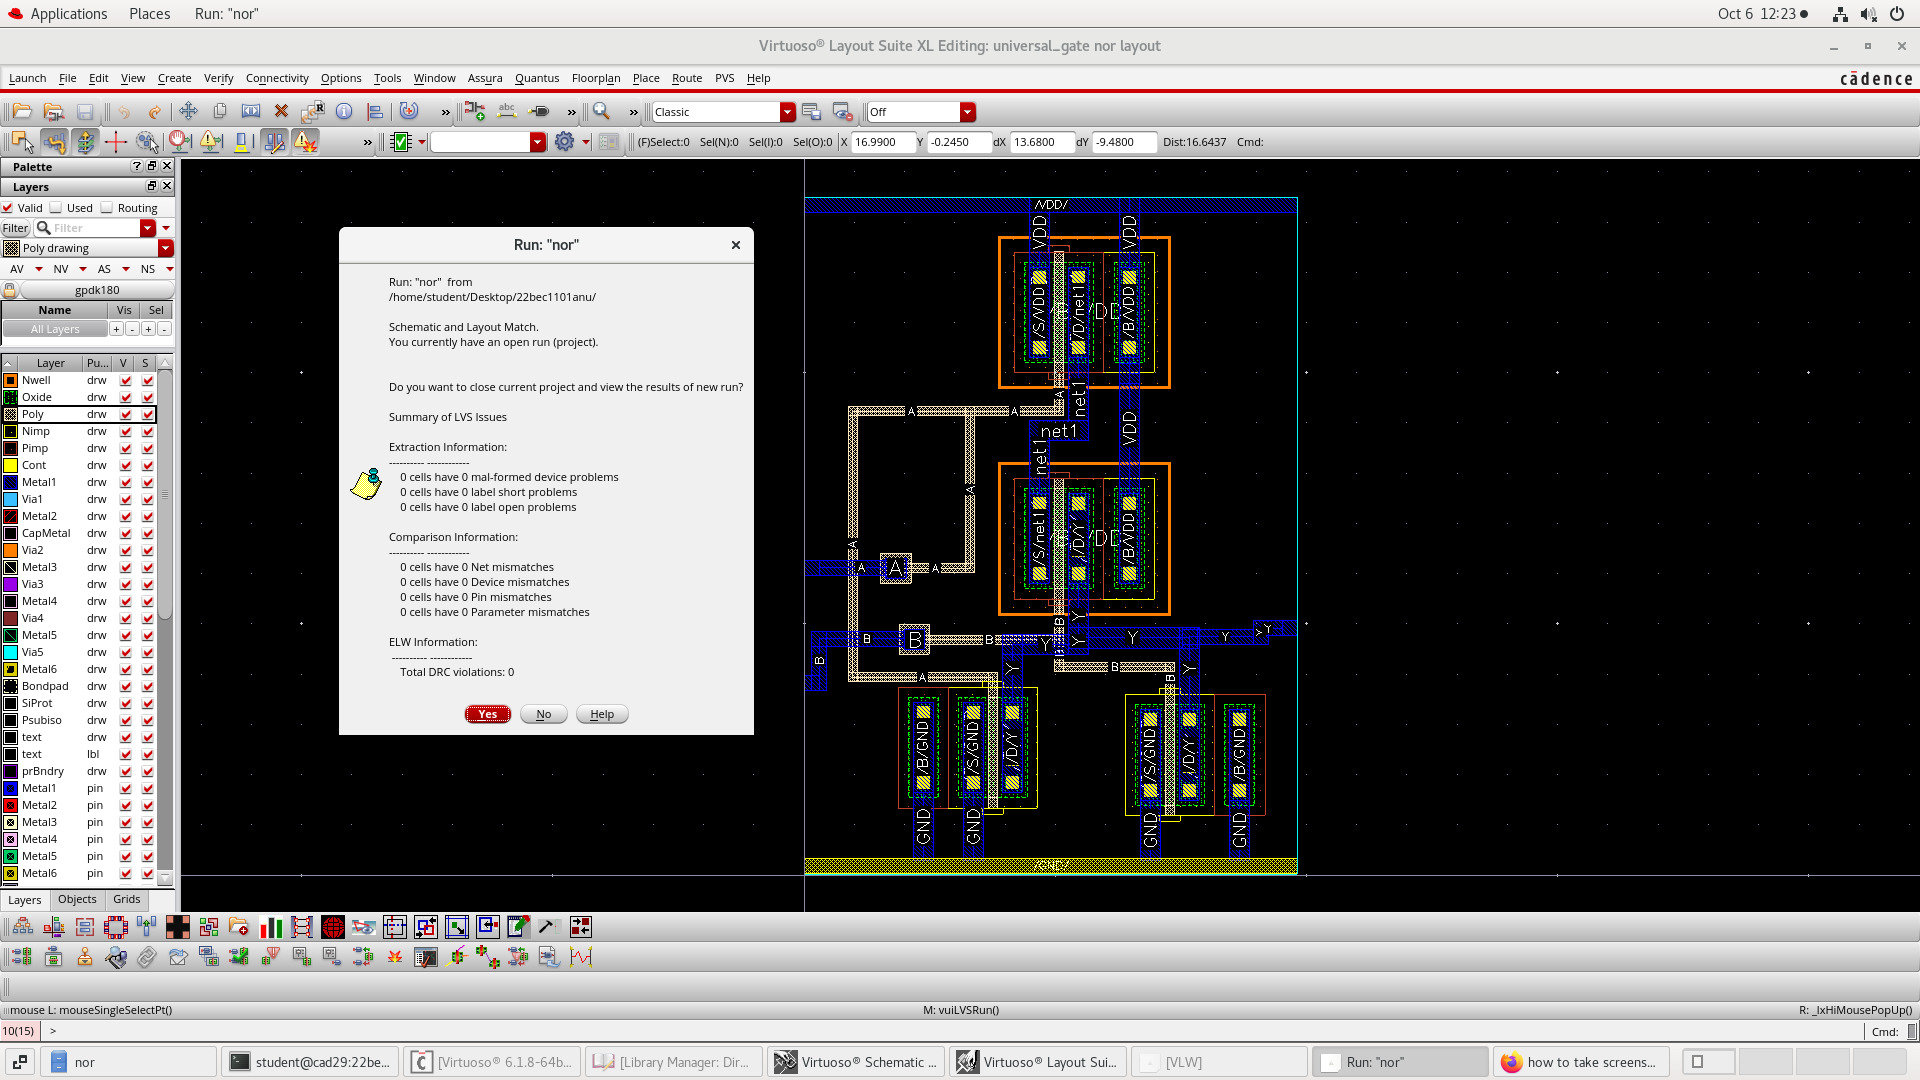 Applications Places Run: "nor" Oct 6 12:23
Virtuoso® Layout Suite XL Editing: universal_gate nor layout
Launch File Edit View Create Verify Connectivity Options Tools Window Assura Quantus Floorplan Place Route PVS Help cādence
» abc » » Classic Off
» (F)Select:0 Sel(N):0 Sel(I):0 Sel(O):0 X 16.9900 Y -0.2450 dX 13.6800 dY -9.4800 Dist:16.6437 Cmd:
Palette ?
Layers
Valid Used Routing
Filter Filter
Poly drawing
AV NV AS NS
gpdk180
Name Vis Sel
All Layers + - + -
Layer Pu... V S
Nwell drw
Oxide drw
Poly drw
Nimp drw
Pimp drw
Cont drw
Metal1 drw
Via1 drw
Metal2 drw
CapMetal drw
Via2 drw
Metal3 drw
Via3 drw
Metal4 drw
Via4 drw
Metal5 drw
Via5 drw
Metal6 drw
Bondpad drw
SiProt drw
Psubiso drw
text drw
text lbl
prBndry drw
Metal1 pin
Metal2 pin
Metal3 pin
Metal4 pin
Metal5 pin
Metal6 pin
Layers Objects Grids
Run: "nor"
Run: "nor" from
/home/student/Desktop/22bec1101anu/
Schematic and Layout Match.
You currently have an open run (project).
Do you want to close current project and view the results of new run?
Summary of LVS Issues
Extraction Information:
---------- ------------
0 cells have 0 mal-formed device problems
0 cells have 0 label short problems
0 cells have 0 label open problems
Comparison Information:
---------- ------------
0 cells have 0 Net mismatches
0 cells have 0 Device mismatches
0 cells have 0 Pin mismatches
0 cells have 0 Parameter mismatches
ELW Information:
---------- ------------
Total DRC violations: 0
Yes No Help
/VDD/
VDD VDD
/S/VDD /D/net1 /B/VDD
A A A net1
net1 VDD
net1
A
/S/net1 /D/Y /B/VDD
A
A A A
B B B Y Y Y Y Y
B B
B Y Y
A B
/B/GND /S/GND /D/Y /S/GND /D/Y /B/GND
GND GND GND GND
/GND/
mouse L: mouseSingleSelectPt() M: vuiLVSRun() R: _lxHiMousePopUp()
10(15) > Cmd:
nor student@cad29:22be... [Virtuoso® 6.1.8-64b... [Library Manager: Dir... Virtuoso® Schematic ... Virtuoso® Layout Sui... [VLW] Run: "nor" how to take screens...